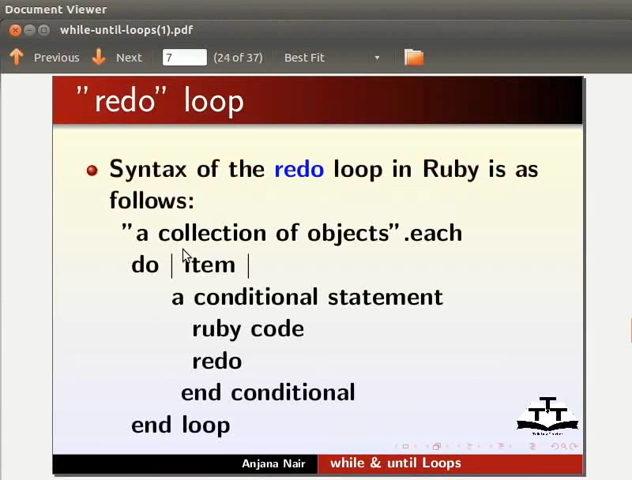 Document Viewer
while-until-loops(1).pdf
Previous Next 7 (24 of 37) Best Fit
"redo" loop
Syntax of the redo loop in Ruby is as
follows:
"a collection of objects".each
do | item |
a conditional statement
ruby code
redo
end conditional
end loop
Anjana Nair while & until Loops